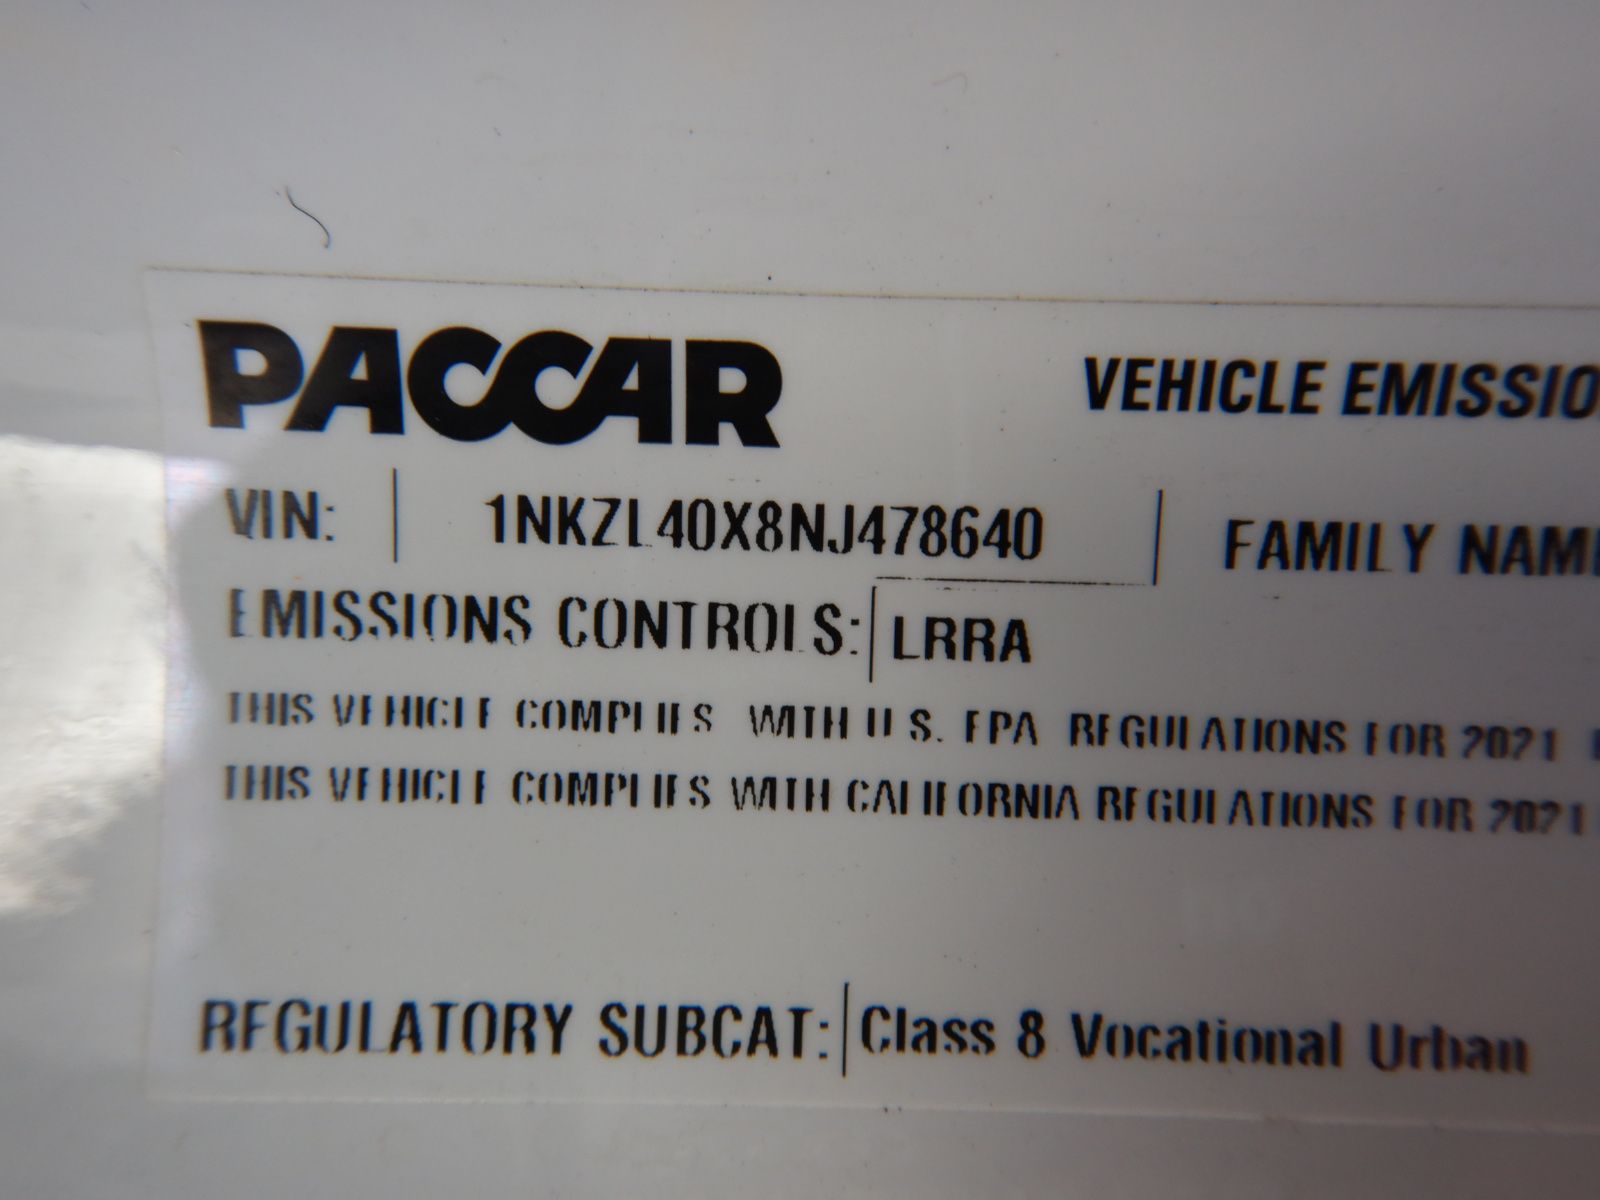 PACCAR
VEHICLE EMISSIO
VIN: 1NKZL40X8NJ478640 FAMILY NAME
EMISSIONS CONTROLS: LRRA
THIS VEHICLE COMPLIES WITH U.S. EPA REGULATIONS FOR 2021
THIS VEHICLE COMPLIES WITH CALIFORNIA REGULATIONS FOR 2021
REGULATORY SUBCAT: Class 8 Vocational Urban